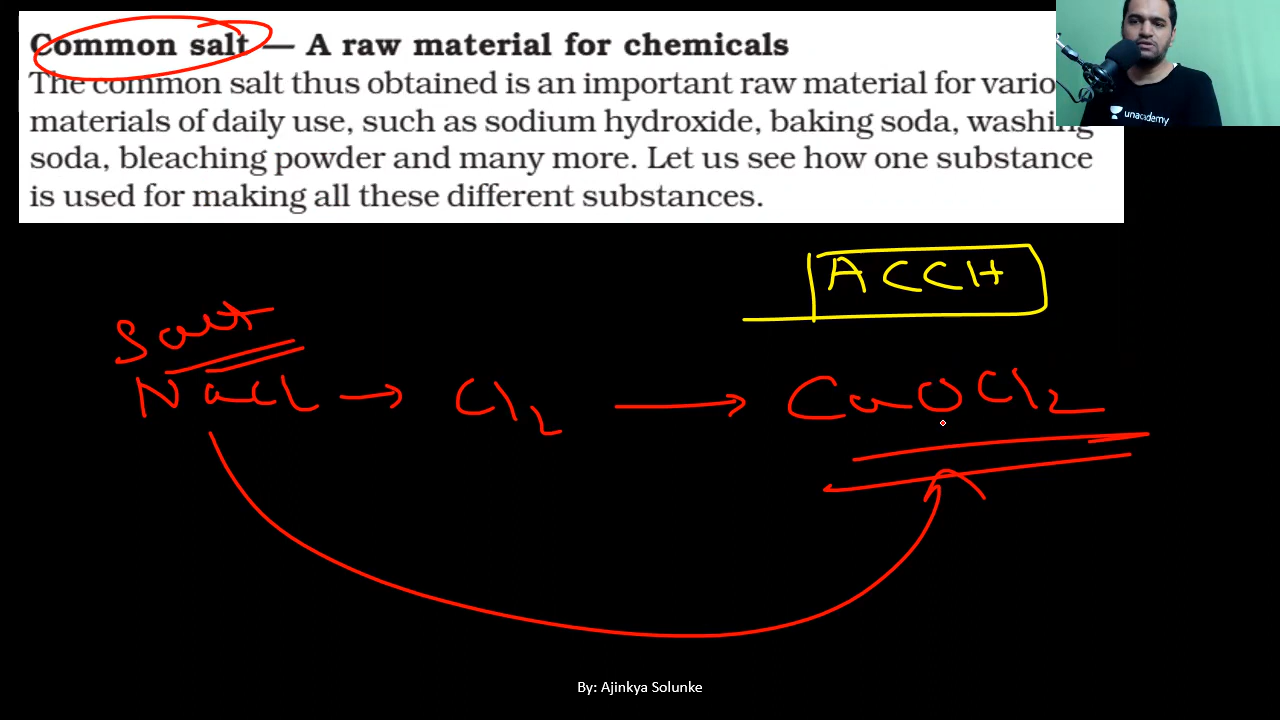 Common salt — A raw material for chemicals
The common salt thus obtained is an important raw material for vario
materials of daily use, such as sodium hydroxide, baking soda, washing
soda, bleaching powder and many more. Let us see how one substance
is used for making all these different substances.
unacademy
ACCH
Salt
NaCl → Cl2 → CaOCl2
By: Ajinkya Solunke